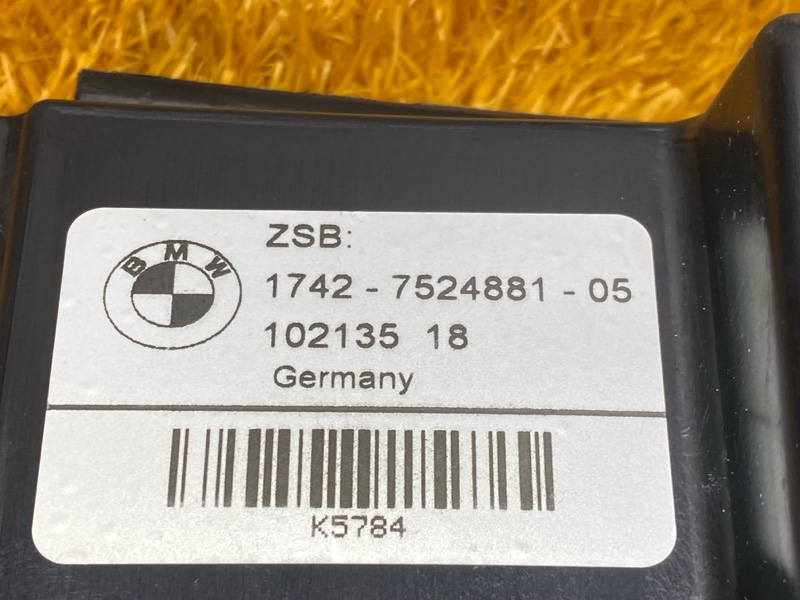 BMW
ZSB:
1742 - 7524881 - 05
102135 18
Germany
K5784